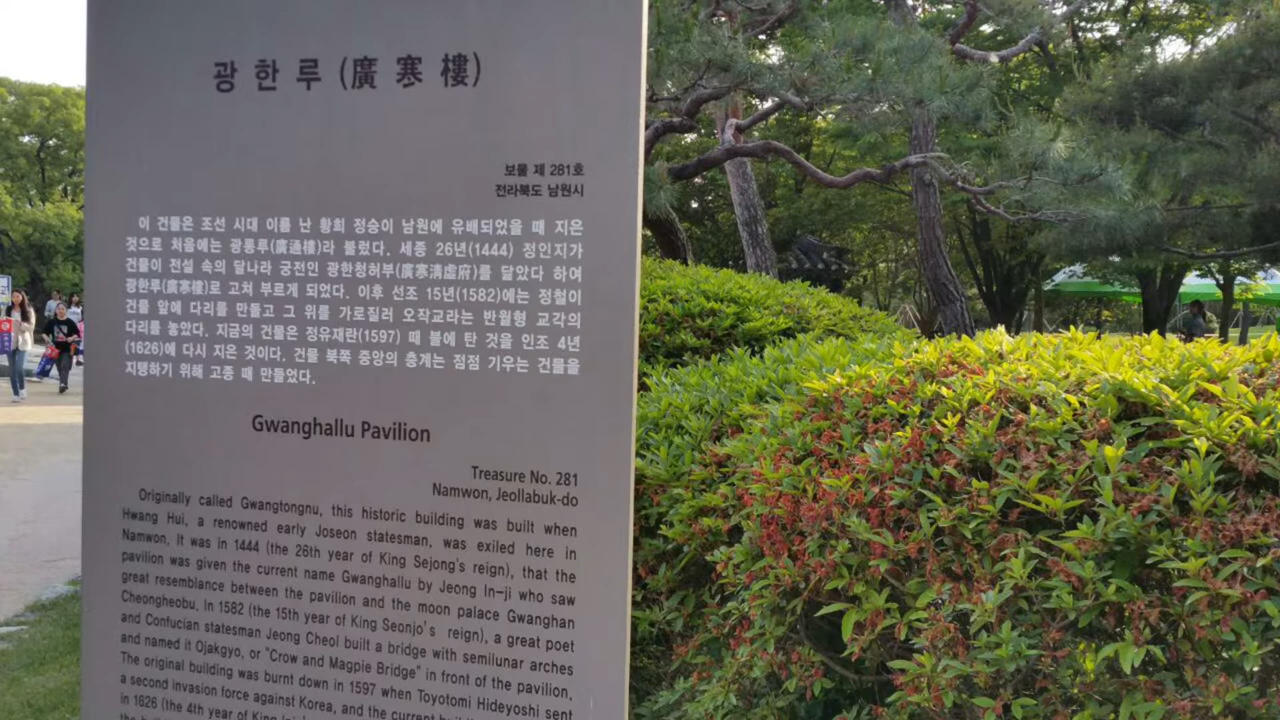 광한루(廣寒樓)
보물 제 281호
전라북도 남원시
이 건물은 조선 시대 이름 난 황희 정승이 남원에 유배되었을 때 지은
것으로 처음에는 광통루(廣通樓)라 불렀다. 세종 26년(1444) 정인지가
건물이 전설 속의 달나라 궁전인 광한청허부(廣寒淸虛府)를 닮았다 하여
광한루(廣寒樓)로 고쳐 부르게 되었다. 이후 선조 15년(1582)에는 정철이
건물 앞에 다리를 만들고 그 위를 가로질러 오작교라는 반월형 교각의
다리를 놓았다. 지금의 건물은 정유재란(1597) 때 불에 탄 것을 인조 4년
(1626)에 다시 지은 것이다. 건물 북쪽 중앙의 층계는 점점 기우는 건물을
지탱하기 위해 고종 때 만들었다.
Gwanghallu Pavilion
Treasure No. 281
Namwon, Jeollabuk-do
Originally called Gwangtongnu, this historic building was built when
Hwang Hui, a renowned early Joseon statesman, was exiled here in
Namwon. It was in 1444 (the 26th year of King Sejong's reign), that the
pavilion was given the current name Gwanghallu by Jeong In-ji who saw
great resemblance between the pavilion and the moon palace Gwanghan
Cheongheobu. In 1582 (the 15th year of King Seonjo's reign), a great poet
and Confucian statesman Jeong Cheol built a bridge with semilunar arches
and named it Ojakgyo, or "Crow and Magpie Bridge" in front of the pavilion.
The original building was burnt down in 1597 when Toyotomi Hideyoshi sent
a second invasion force against Korea, and the current
in 1626 (the 4th year of King